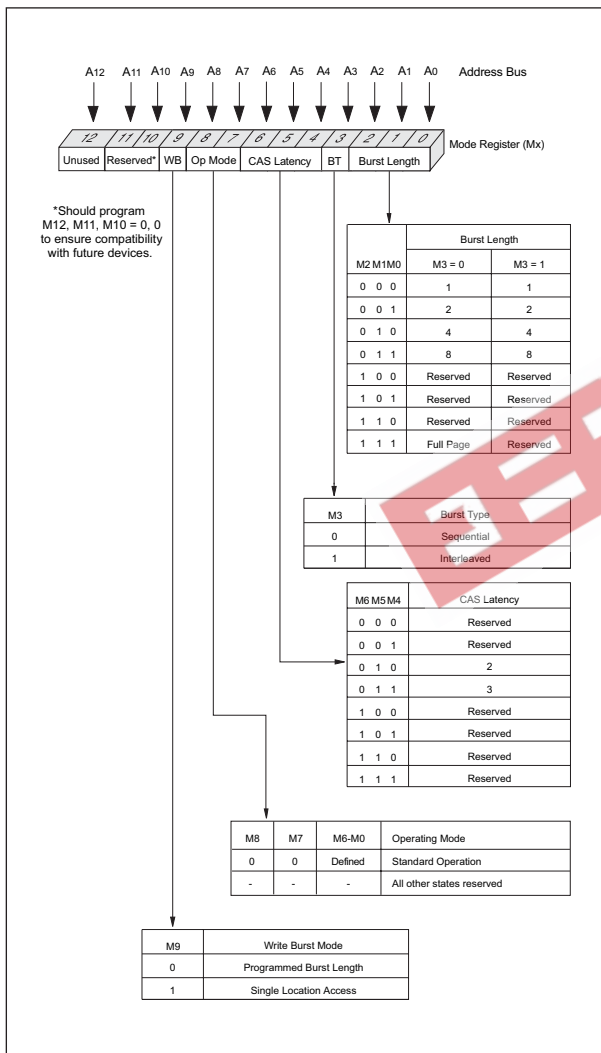 A12 A11 A10 A9 A8 A7 A6 A5 A4 A3 A2 A1 A0 Address Bus
12 11 10 9 8 7 6 5 4 3 2 1 0
Mode Register (Mx)
Unused Reserved* WB Op Mode CAS Latency BT Burst Length
*Should program
M12, M11, M10 = 0, 0
to ensure compatibility
with future devices.
Burst Length
M2 M1 M0 M3 = 0 M3 = 1
0 0 0 1 1
0 0 1 2 2
0 1 0 4 4
0 1 1 8 8
1 0 0 Reserved Reserved
1 0 1 Reserved Reserved
1 1 0 Reserved Reserved
1 1 1 Full Page Reserved
M3 Burst Type
0 Sequential
1 Interleaved
M6 M5 M4 CAS Latency
0 0 0 Reserved
0 0 1 Reserved
0 1 0 2
0 1 1 3
1 0 0 Reserved
1 0 1 Reserved
1 1 0 Reserved
1 1 1 Reserved
M8 M7 M6-M0 Operating Mode
0 0 Defined Standard Operation
- - - All other states reserved
M9 Write Burst Mode
0 Programmed Burst Length
1 Single Location Access